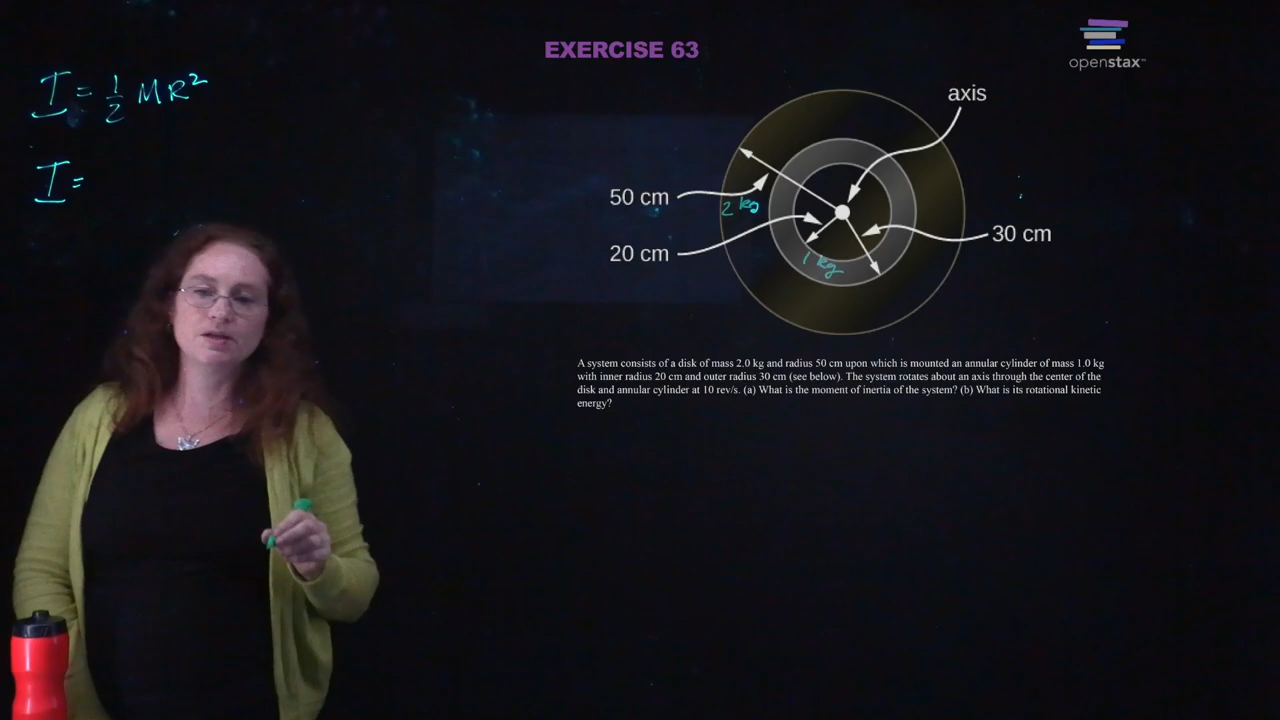 EXERCISE 63
openstax™
I = 1/2 MR²
I =
axis
50 cm
2 kg
20 cm
30 cm
1 kg
A system consists of a disk of mass 2.0 kg and radius 50 cm upon which is mounted an annular cylinder of mass 1.0 kg
with inner radius 20 cm and outer radius 30 cm (see below). The system rotates about an axis through the center of the
disk and annular cylinder at 10 rev/s. (a) What is the moment of inertia of the system? (b) What is its rotational kinetic
energy?